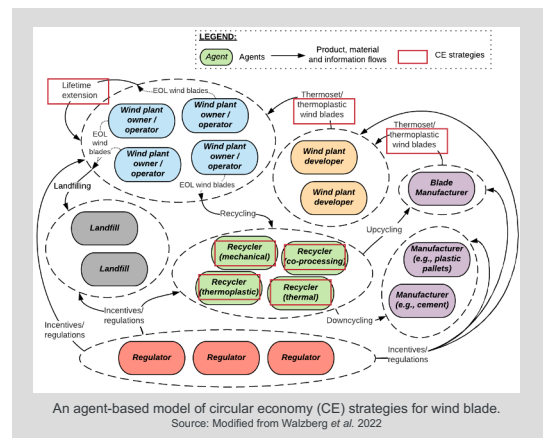 LEGEND:
Agent
Agents
Product, material
and information flows
CE strategies
Lifetime
extension
EOL wind blades
Wind plant
owner /
operator
Wind plant
owner /
operator
EOL
wind
blades
Wind plant
owner /
operator
Wind plant
owner /
operator
EOL wind blades
Landfilling
Thermoset/
thermoplastic
wind blades
Thermoset/
thermoplastic
wind blades
Wind plant
developer
Wind plant
developer
Blade
Manufacturer
Recycling
Upcycling
Landfill
Landfill
Recycler
(mechanical)
Recycler
(co-processing)
Recycler
(thermoplastic)
Recycler
(thermal)
Manufacturer
(e.g., plastic
pallets)
Manufacturer
(e.g., cement)
Downcycling
Incentives/
regulations
Incentives/
regulations
Incentives/
regulations
Regulator
Regulator
Regulator
An agent-based model of circular economy (CE) strategies for wind blade.
Source: Modified from Walzberg et al. 2022